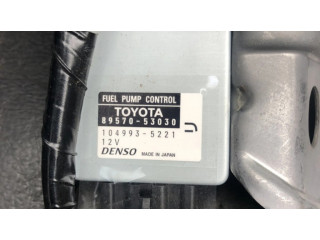 FUEL PUMP CONTROL
TOYOTA
89570-53030
104993-5221
12V
DENSO MADE IN JAPAN